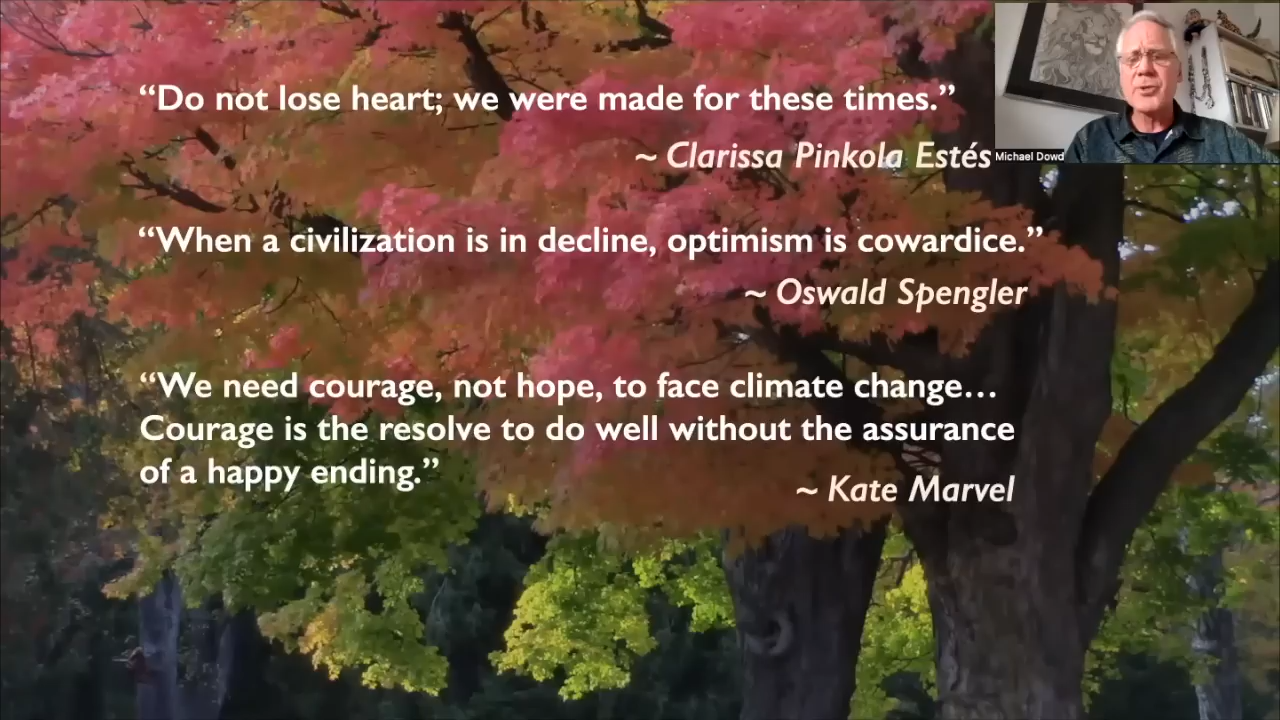 “Do not lose heart; we were made for these times.”
~ Clarissa Pinkola Estés
Michael Dowd
“When a civilization is in decline, optimism is cowardice.”
~ Oswald Spengler
“We need courage, not hope, to face climate change…
Courage is the resolve to do well without the assurance
of a happy ending.”
~ Kate Marvel